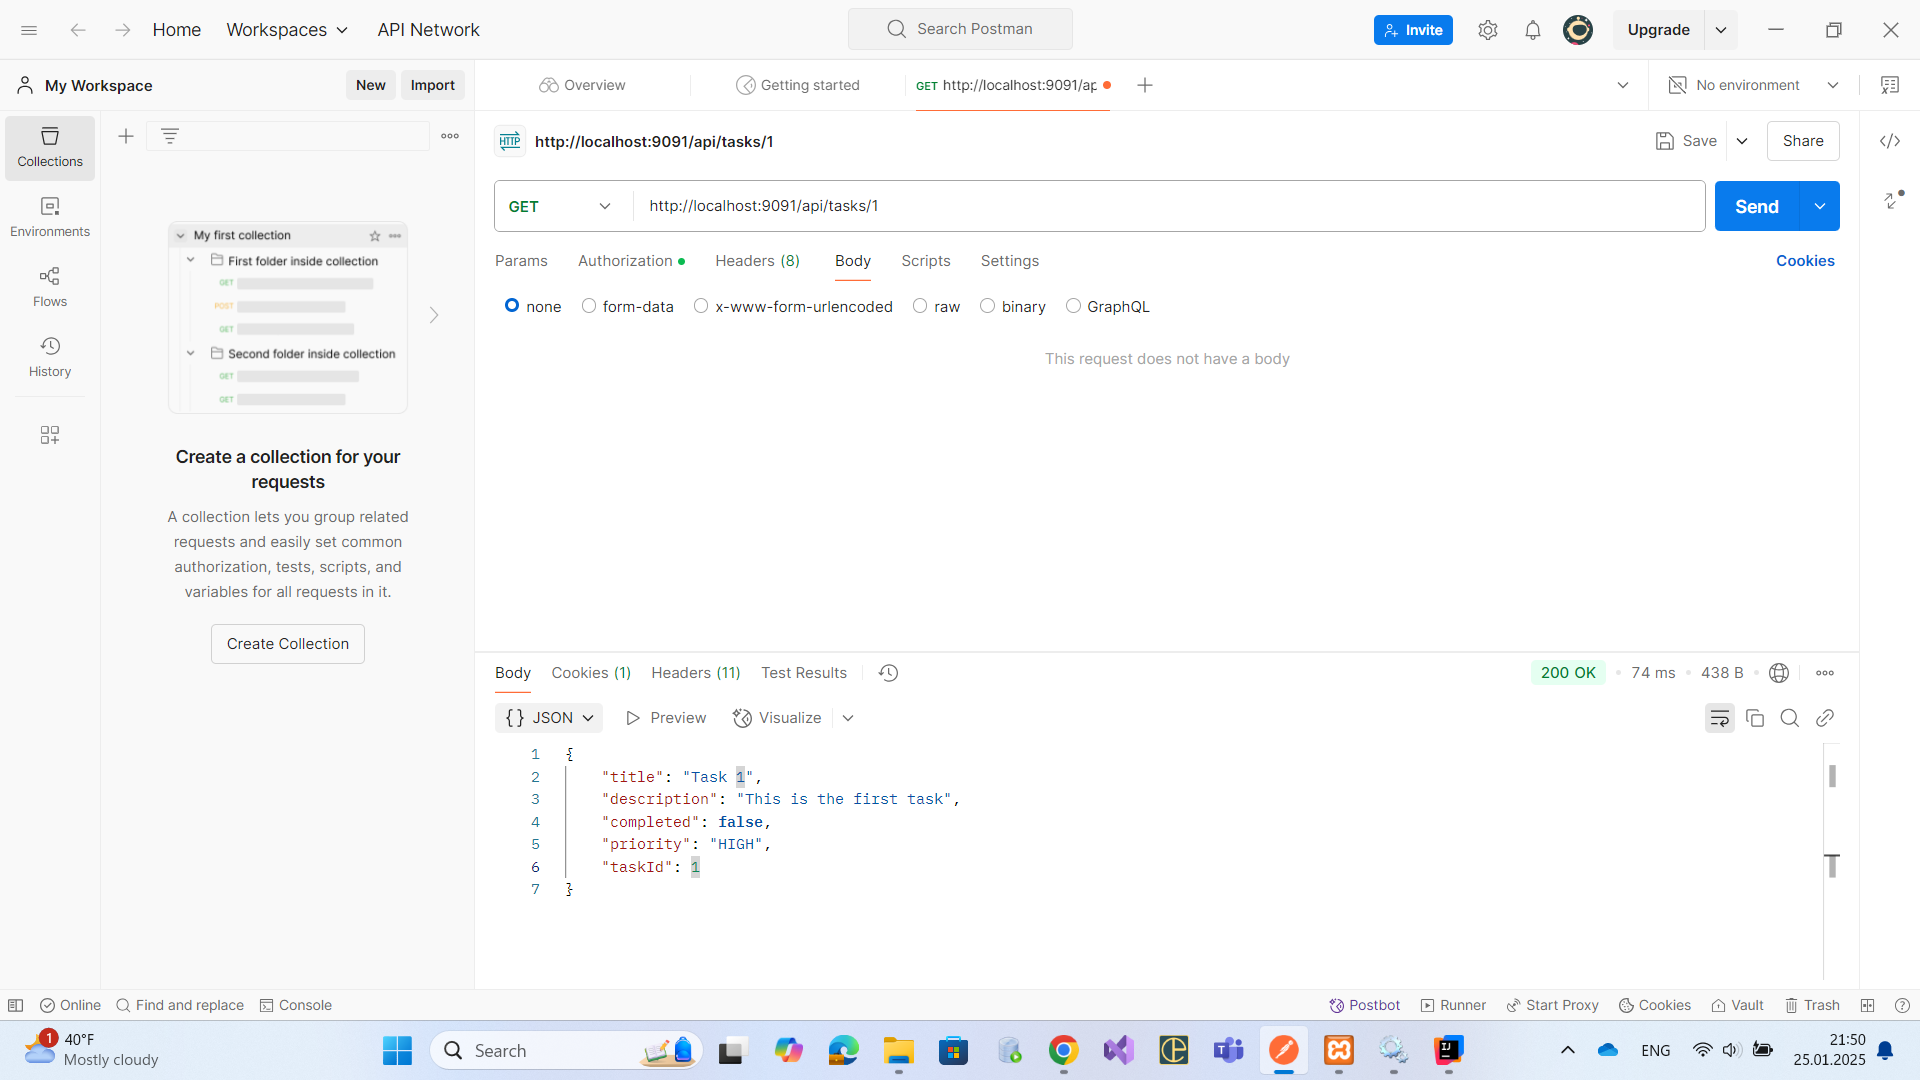 Home
Workspaces
API Network
Search Postman
Invite
Upgrade
My Workspace
New
Import
Overview
Getting started
GET http://localhost:9091/ap
No environment
Collections
Environments
Flows
History
My first collection
First folder inside collection
GET
POST
GET
Second folder inside collection
GET
GET
Create a collection for your
requests
A collection lets you group related
requests and easily set common
authorization, tests, scripts, and
variables for all requests in it.
Create Collection
HTTP
http://localhost:9091/api/tasks/1
Save
Share
GET
http://localhost:9091/api/tasks/1
Send
Params
Authorization
Headers (8)
Body
Scripts
Settings
Cookies
none
form-data
x-www-form-urlencoded
raw
binary
GraphQL
This request does not have a body
Body
Cookies (1)
Headers (11)
Test Results
200 OK
74 ms
438 B
{} JSON
Preview
Visualize
1 {
2 "title": "Task 1",
3 "description": "This is the first task",
4 "completed": false,
5 "priority": "HIGH",
6 "taskId": 1
7 }
Online
Find and replace
Console
Postbot
Runner
Start Proxy
Cookies
Vault
Trash
1
40°F
Mostly cloudy
Search
IJ
ENG
21:50
25.01.2025